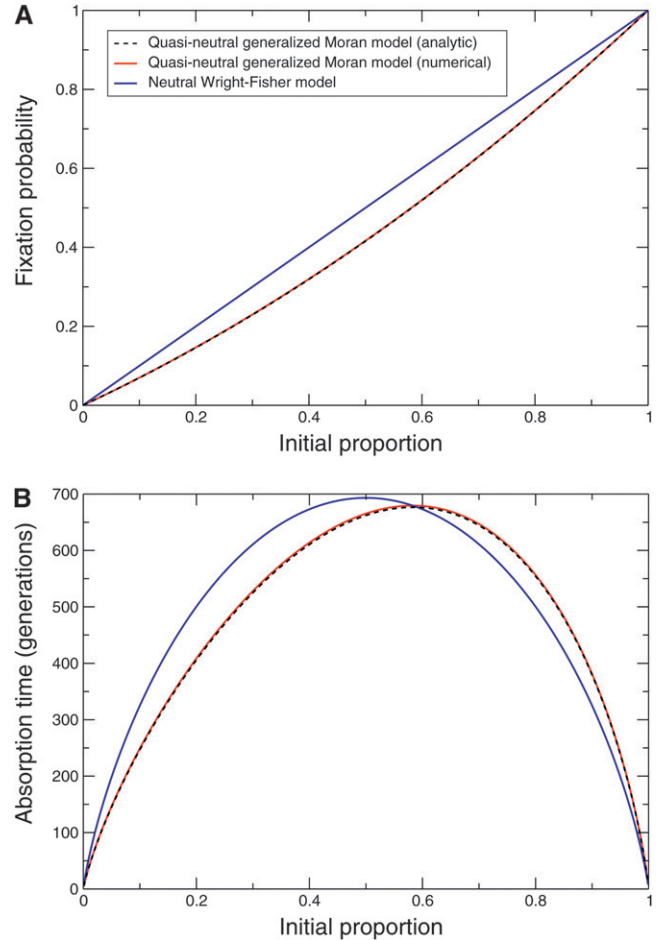 A
1
Quasi-neutral generalized Moran model (analytic)
Quasi-neutral generalized Moran model (numerical)
Neutral Wright-Fisher model
0.8
0.6
0.4
0.2
0
Fixation probability
0 0.2 0.4 0.6 0.8 1
Initial proportion
B
700
600
500
400
300
200
100
0
Absorption time (generations)
0 0.2 0.4 0.6 0.8 1
Initial proportion